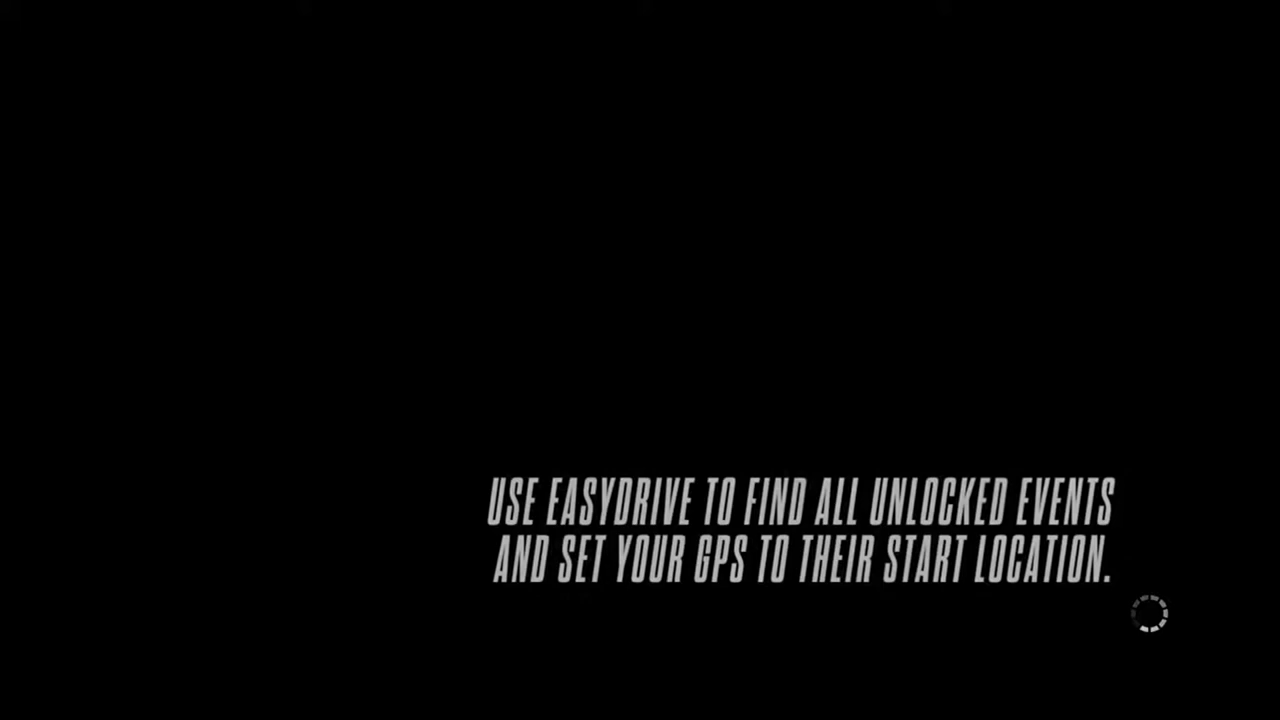 USE EASYDRIVE TO FIND ALL UNLOCKED EVENTS
AND SET YOUR GPS TO THEIR START LOCATION.